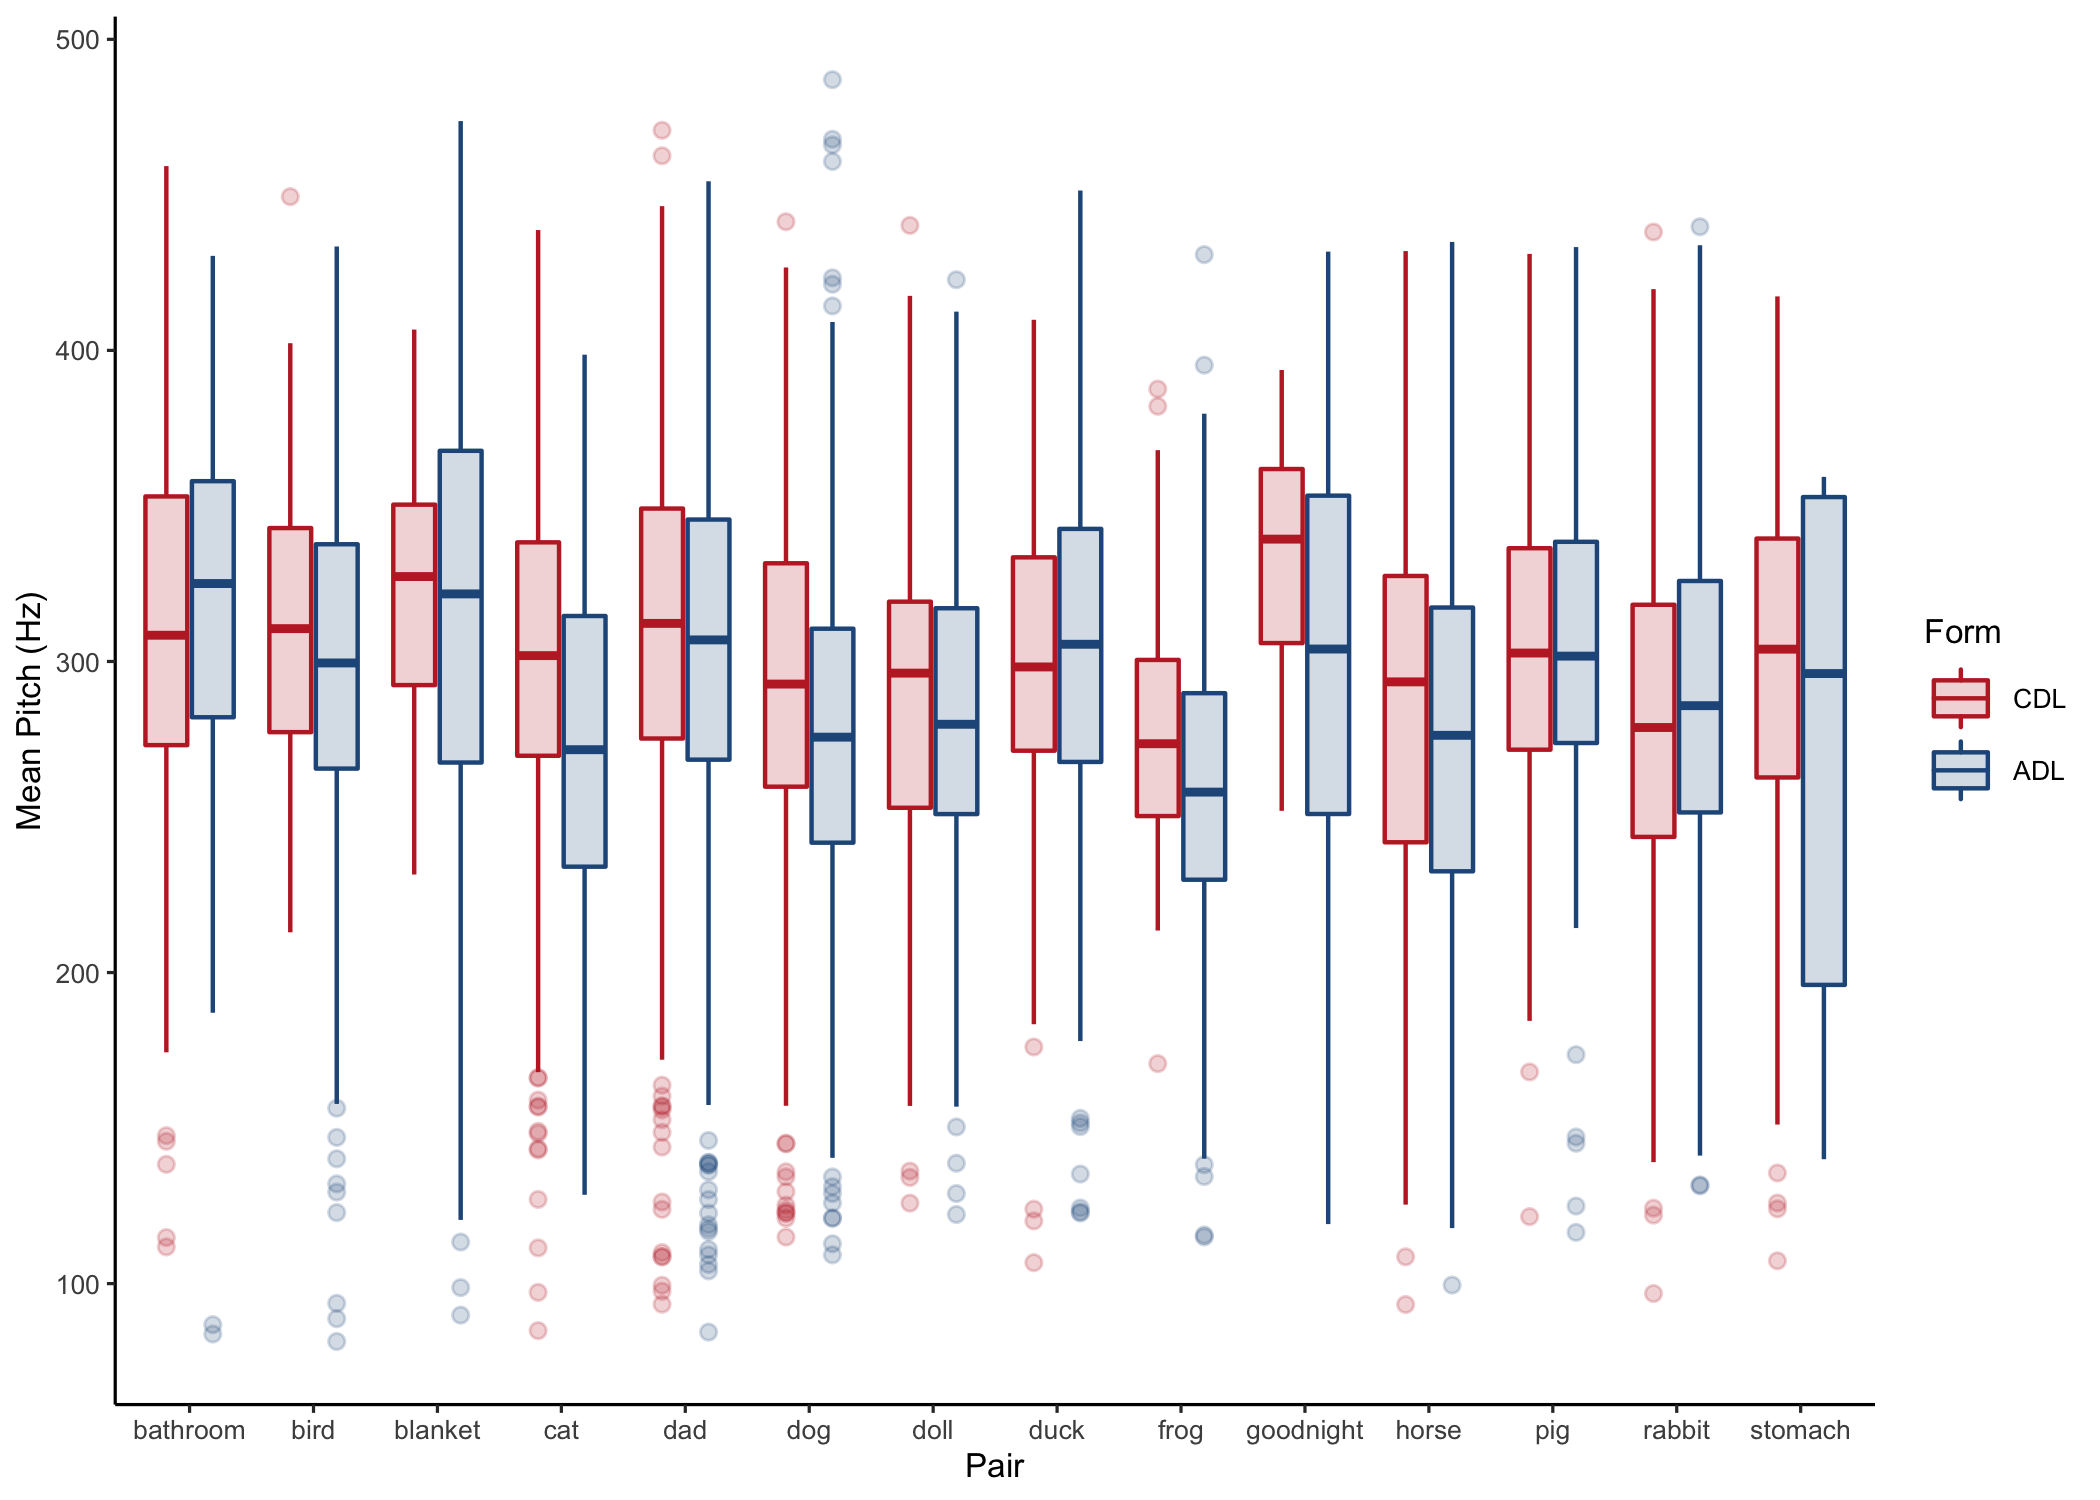 500
400
300
200
100
Mean Pitch (Hz)
bathroom bird blanket cat dad dog doll duck frog goodnight horse pig rabbit stomach
Pair
Form
CDL
ADL